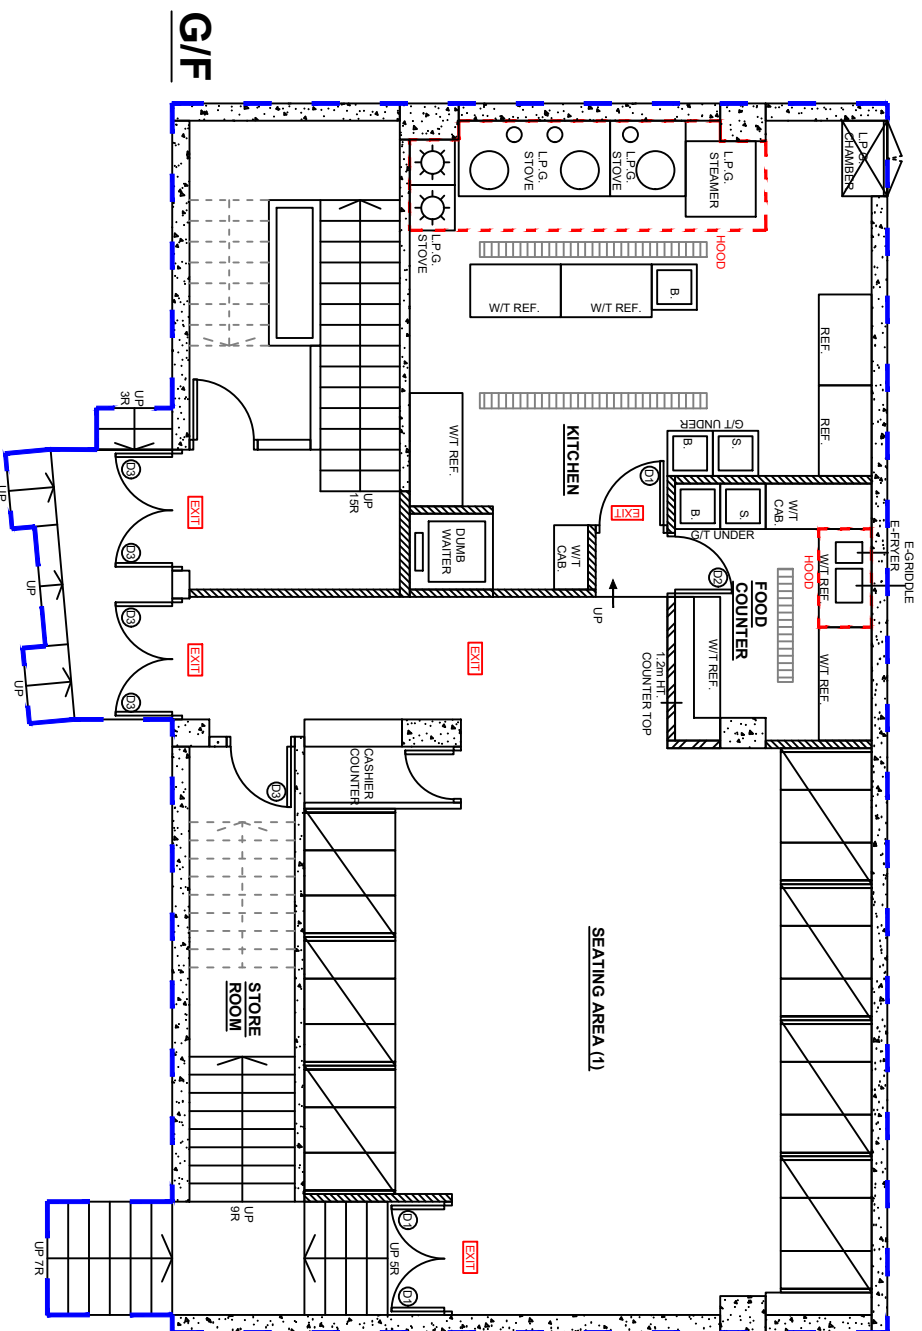 G/F
L.P.G.
CHAMBER
L.P.G.
STEAMER
L.P.G.
STOVE
L.P.G.
STOVE
L.P.G.
STOVE
HOOD
W/T REF.
W/T REF.
B.
REF.
REF.
UP
3R
UP
15R
W/T REF.
KITCHEN
G/T UNDER
B.
S.
D1
EXIT
B.
S.
G/T UNDER
W/T
CAB.
E-GRIDDLE
E-FRYER
W/T REF.
HOOD
W/T REF.
FOOD
COUNTER
D2
W/T REF.
1.2m HT.
COUNTER TOP
DUMB
WAITER
W/T
CAB.
UP
D3
D3
EXIT
D3
D3
EXIT
EXIT
UP
UP
UP
CASHIER
COUNTER
D3
STORE
ROOM
SEATING AREA (1)
UP
9R
UP 5R
UP 7R
D1
D1
EXIT